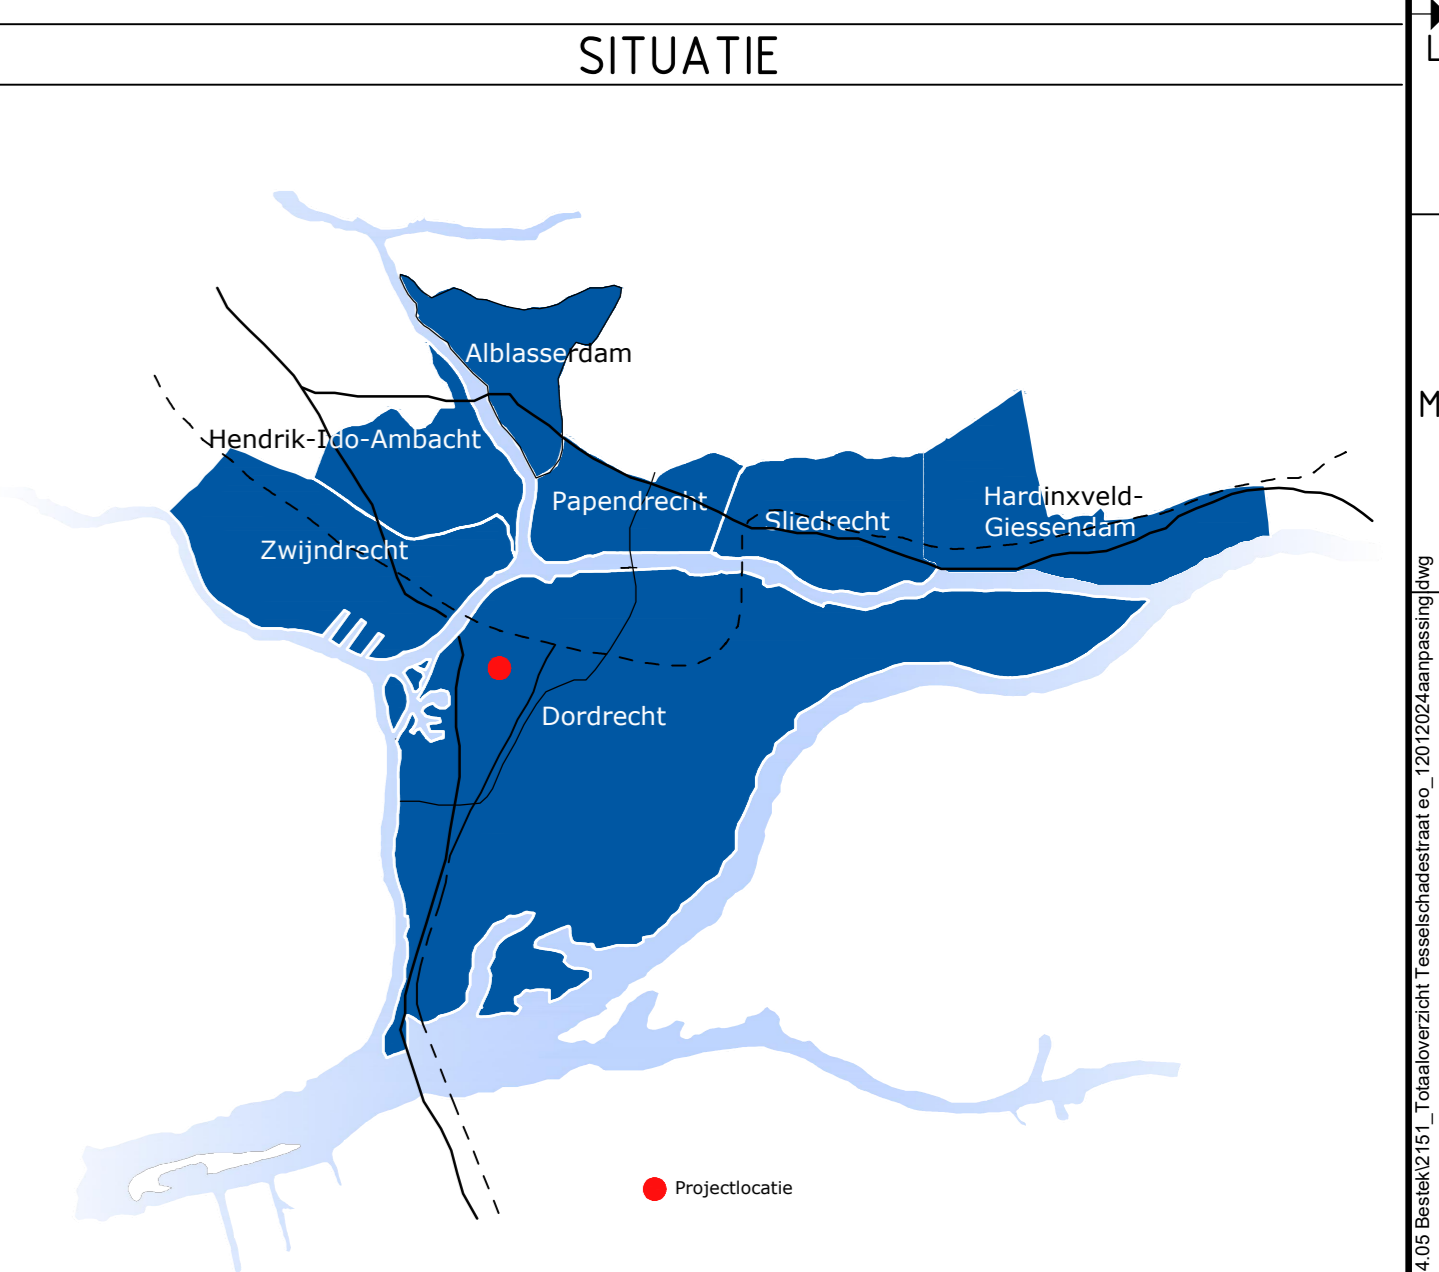 SITUATIE
L
M
Alblasserdam
Hendrik-Ido-Ambacht
Papendrecht
Sliedrecht
Hardinxveld-
Giessendam
Zwijndrecht
Dordrecht
Projectlocatie
4.05 Bestek\2151_Totaaloverzicht Tesselschadestraat eo_12012024aanpassing.dwg